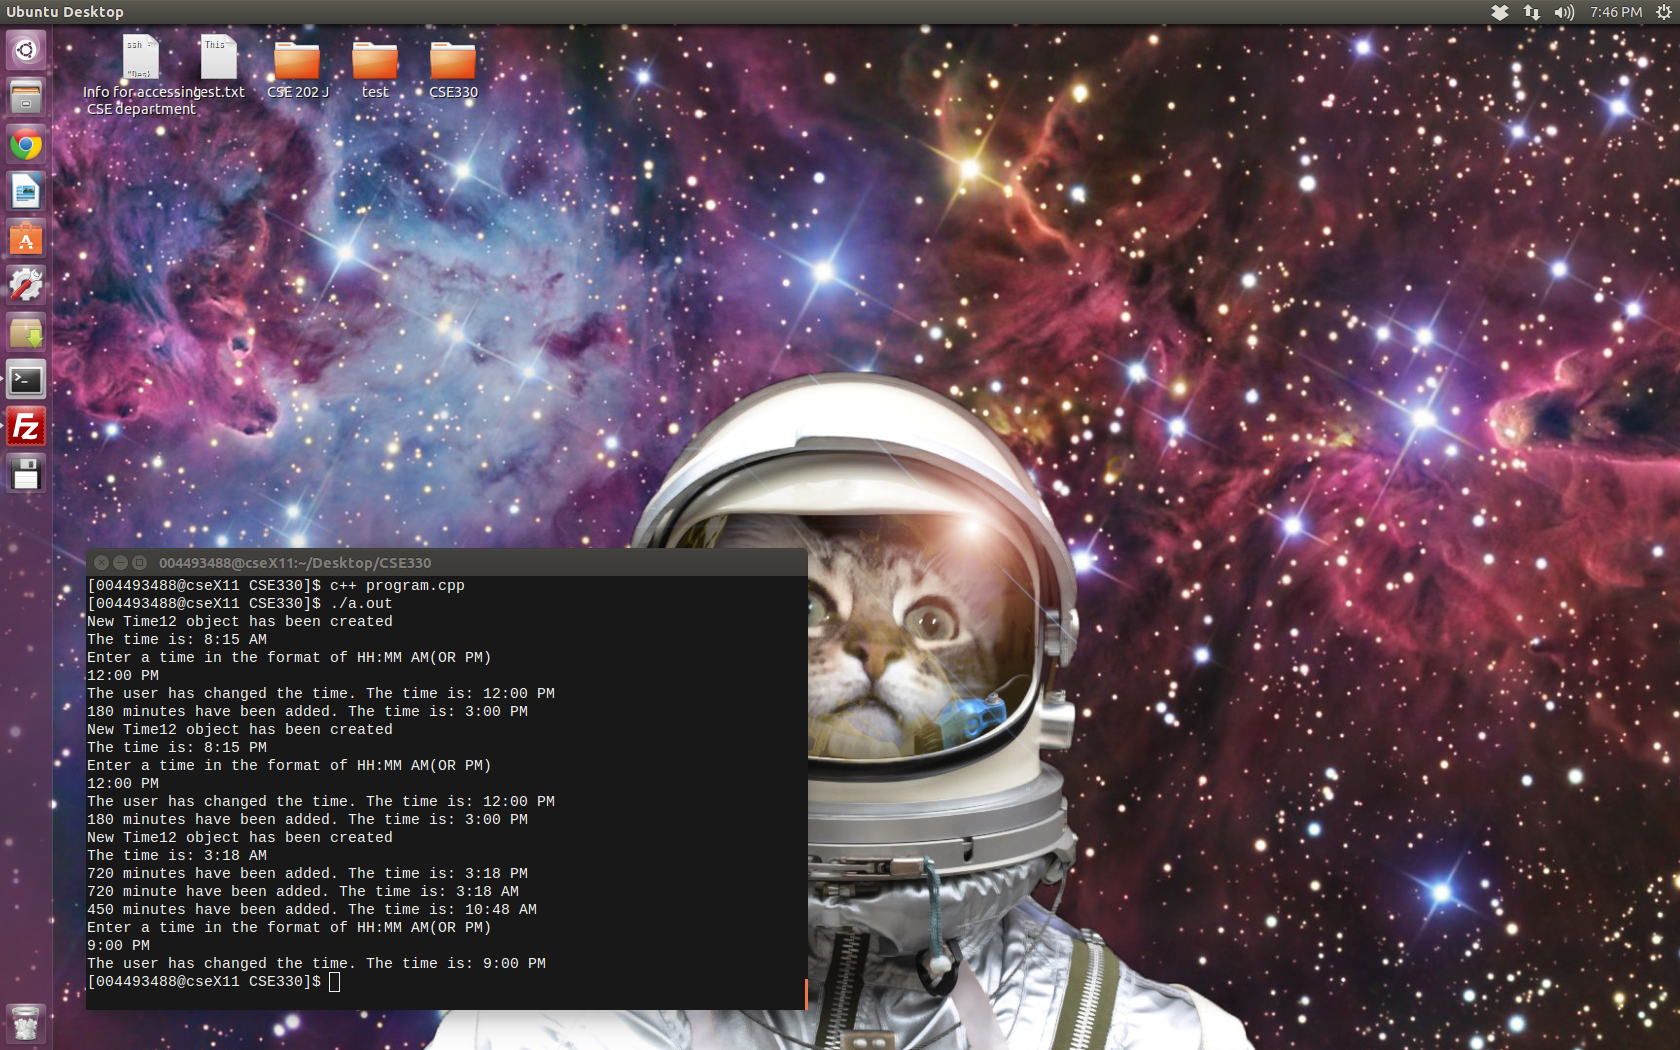 Ubuntu Desktop
7:46 PM
ssh -
"Des}
This
Info for accessing
CSE department
test.txt
CSE 202 J
test
CSE330
Fz
004493488@cseX11:~/Desktop/CSE330
[004493488@cseX11 CSE330]$ c++ program.cpp
[004493488@cseX11 CSE330]$ ./a.out
New Time12 object has been created
The time is: 8:15 AM
Enter a time in the format of HH:MM AM(OR PM)
12:00 PM
The user has changed the time. The time is: 12:00 PM
180 minutes have been added. The time is: 3:00 PM
New Time12 object has been created
The time is: 8:15 PM
Enter a time in the format of HH:MM AM(OR PM)
12:00 PM
The user has changed the time. The time is: 12:00 PM
180 minutes have been added. The time is: 3:00 PM
New Time12 object has been created
The time is: 3:18 AM
720 minutes have been added. The time is: 3:18 PM
720 minute have been added. The time is: 3:18 AM
450 minutes have been added. The time is: 10:48 AM
Enter a time in the format of HH:MM AM(OR PM)
9:00 PM
The user has changed the time. The time is: 9:00 PM
[004493488@cseX11 CSE330]$